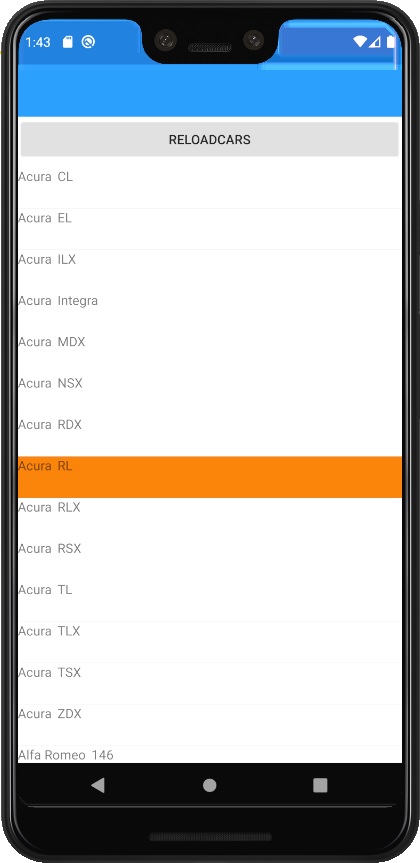 1:43
RELOADCARS
Acura CL
Acura EL
Acura ILX
Acura Integra
Acura MDX
Acura NSX
Acura RDX
Acura RL
Acura RLX
Acura RSX
Acura TL
Acura TLX
Acura TSX
Acura ZDX
Alfa Romeo 146